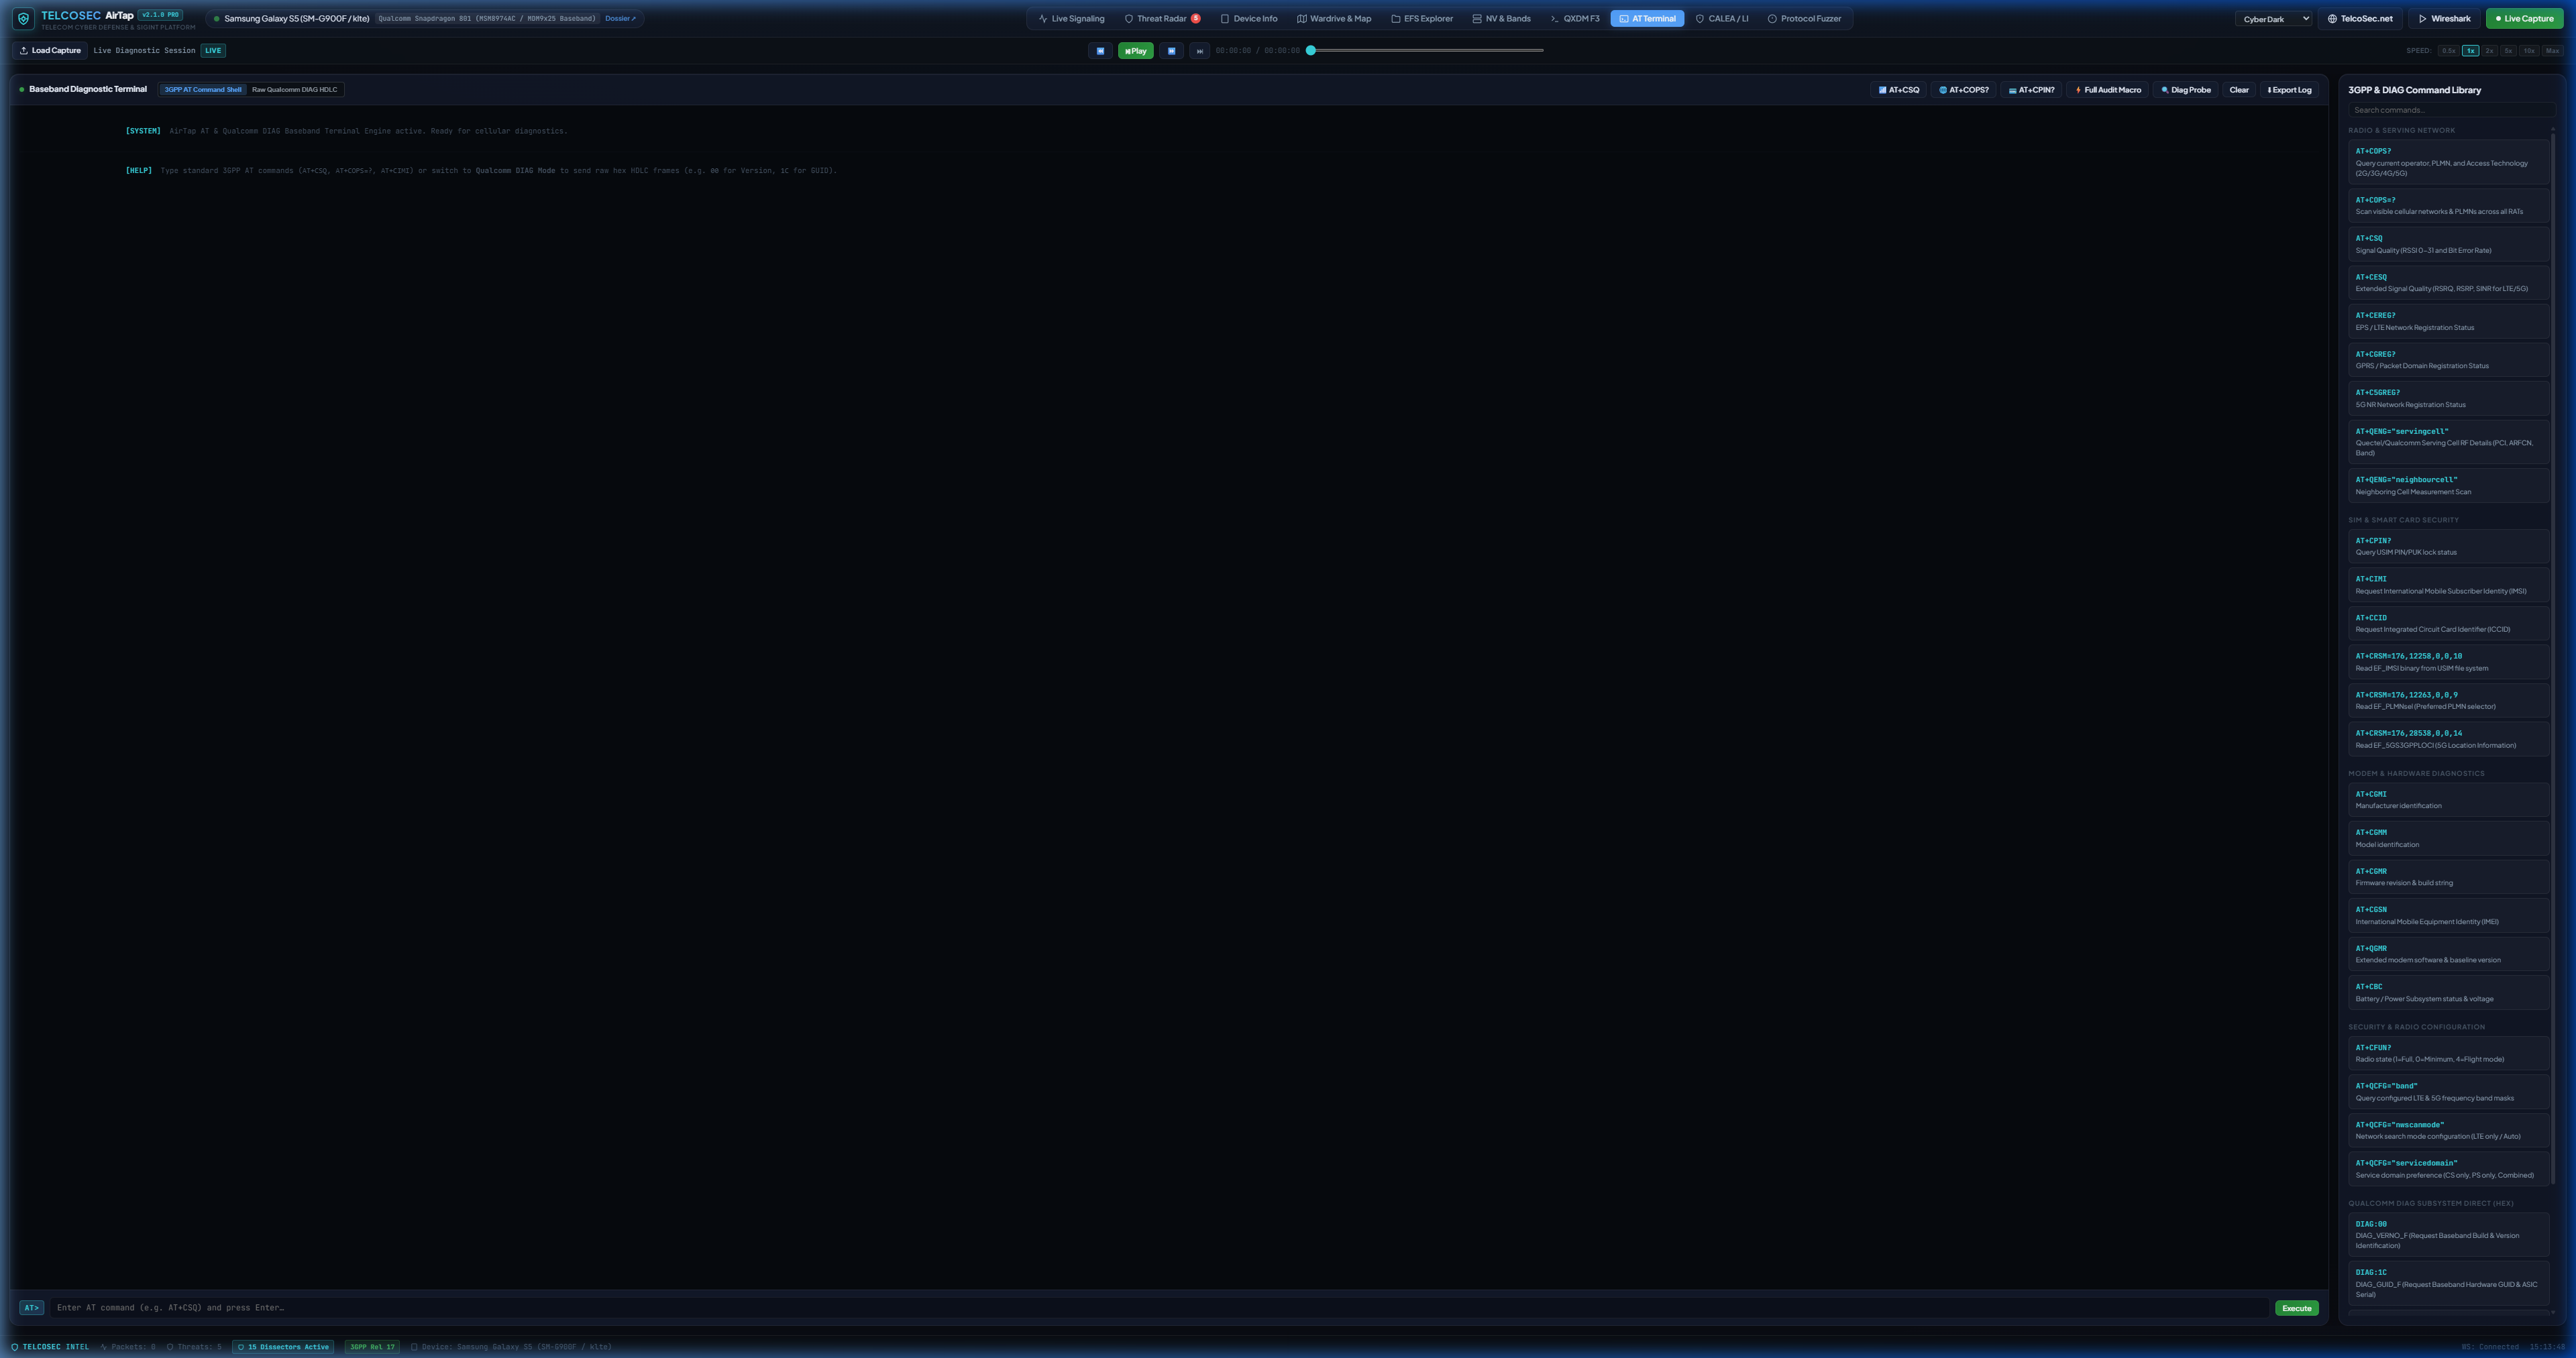 TELCOSEC AirTap v2.1.0 PRO
TELECOM CYBER DEFENSE & SIGINT PLATFORM
Samsung Galaxy S5 (SM-G900F / klte) Qualcomm Snapdragon 801 (MSM8974AC / MDM9x25 Baseband) Dossier ↗
Live Signaling Threat Radar 5 Device Info Wardrive & Map EFS Explorer NV & Bands QXDM F3 AT Terminal CALEA / LI Protocol Fuzzer
Cyber Dark TelcoSec.net Wireshark Live Capture
Load Capture Live Diagnostic Session LIVE
Play 00:00:00 / 00:00:00
SPEED: 0.5x 1x 2x 5x 10x Max
Baseband Diagnostic Terminal 3GPP AT Command Shell Raw Qualcomm DIAG HDLC
AT+CSQ AT+COPS? AT+CPIN? Full Audit Macro Diag Probe Clear Export Log
[SYSTEM] AirTap AT & Qualcomm DIAG Baseband Terminal Engine active. Ready for cellular diagnostics.
[HELP] Type standard 3GPP AT commands (AT+CSQ, AT+COPS=?, AT+CIMI) or switch to Qualcomm DIAG Mode to send raw hex HDLC frames (e.g. 00 for Version, 1C for GUID).
AT> Enter AT command (e.g. AT+CSQ) and press Enter…
Execute
3GPP & DIAG Command Library
Search commands...
RADIO & SERVING NETWORK
AT+COPS?
Query current operator, PLMN, and Access Technology
(2G/3G/4G/5G)
AT+COPS=?
Scan visible cellular networks & PLMNs across all RATs
AT+CSQ
Signal Quality (RSSI 0-31 and Bit Error Rate)
AT+CESQ
Extended Signal Quality (RSRQ, RSRP, SINR for LTE/5G)
AT+CEREG?
EPS / LTE Network Registration Status
AT+CGREG?
GPRS / Packet Domain Registration Status
AT+C5GREG?
5G NR Network Registration Status
AT+QENG="servingcell"
Quectel/Qualcomm Serving Cell RF Details (PCI, ARFCN,
Band)
AT+QENG="neighbourcell"
Neighboring Cell Measurement Scan
SIM & SMART CARD SECURITY
AT+CPIN?
Query USIM PIN/PUK lock status
AT+CIMI
Request International Mobile Subscriber Identity (IMSI)
AT+CCID
Request Integrated Circuit Card Identifier (ICCID)
AT+CRSM=176,12258,0,0,10
Read EF_IMSI binary from USIM file system
AT+CRSM=176,12263,0,0,9
Read EF_PLMNsel (Preferred PLMN selector)
AT+CRSM=176,28538,0,0,14
Read EF_5GS3GPPLOCI (5G Location Information)
MODEM & HARDWARE DIAGNOSTICS
AT+CGMI
Manufacturer identification
AT+CGMM
Model identification
AT+CGMR
Firmware revision & build string
AT+CGSN
International Mobile Equipment Identity (IMEI)
AT+QGMR
Extended modem software & baseline version
AT+CBC
Battery / Power Subsystem status & voltage
SECURITY & RADIO CONFIGURATION
AT+CFUN?
Radio state (1=Full, 0=Minimum, 4=Flight mode)
AT+QCFG="band"
Query configured LTE & 5G frequency band masks
AT+QCFG="nwscanmode"
Network search mode configuration (LTE only / Auto)
AT+QCFG="servicedomain"
Service domain preference (CS only, PS only, Combined)
QUALCOMM DIAG SUBSYSTEM DIRECT (HEX)
DIAG:00
DIAG_VERNO_F (Request Baseband Build & Version
Identification)
DIAG:1C
DIAG_GUID_F (Request Baseband Hardware GUID & ASIC
Serial)
TELCOSEC INTEL Packets: 0 Threats: 5 15 Dissectors Active 3GPP Rel 17 Device: Samsung Galaxy S5 (SM-G900F / klte)
WS: Connected 15:13:48